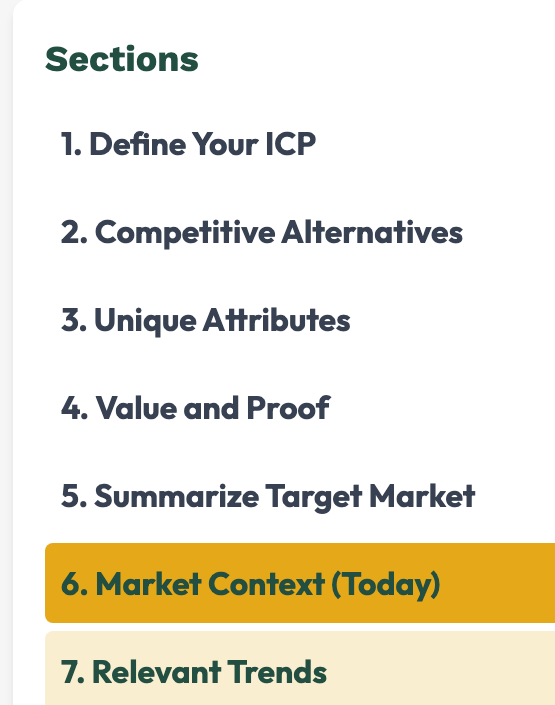 Sections
1. Define Your ICP
2. Competitive Alternatives
3. Unique Attributes
4. Value and Proof
5. Summarize Target Market
6. Market Context (Today)
7. Relevant Trends